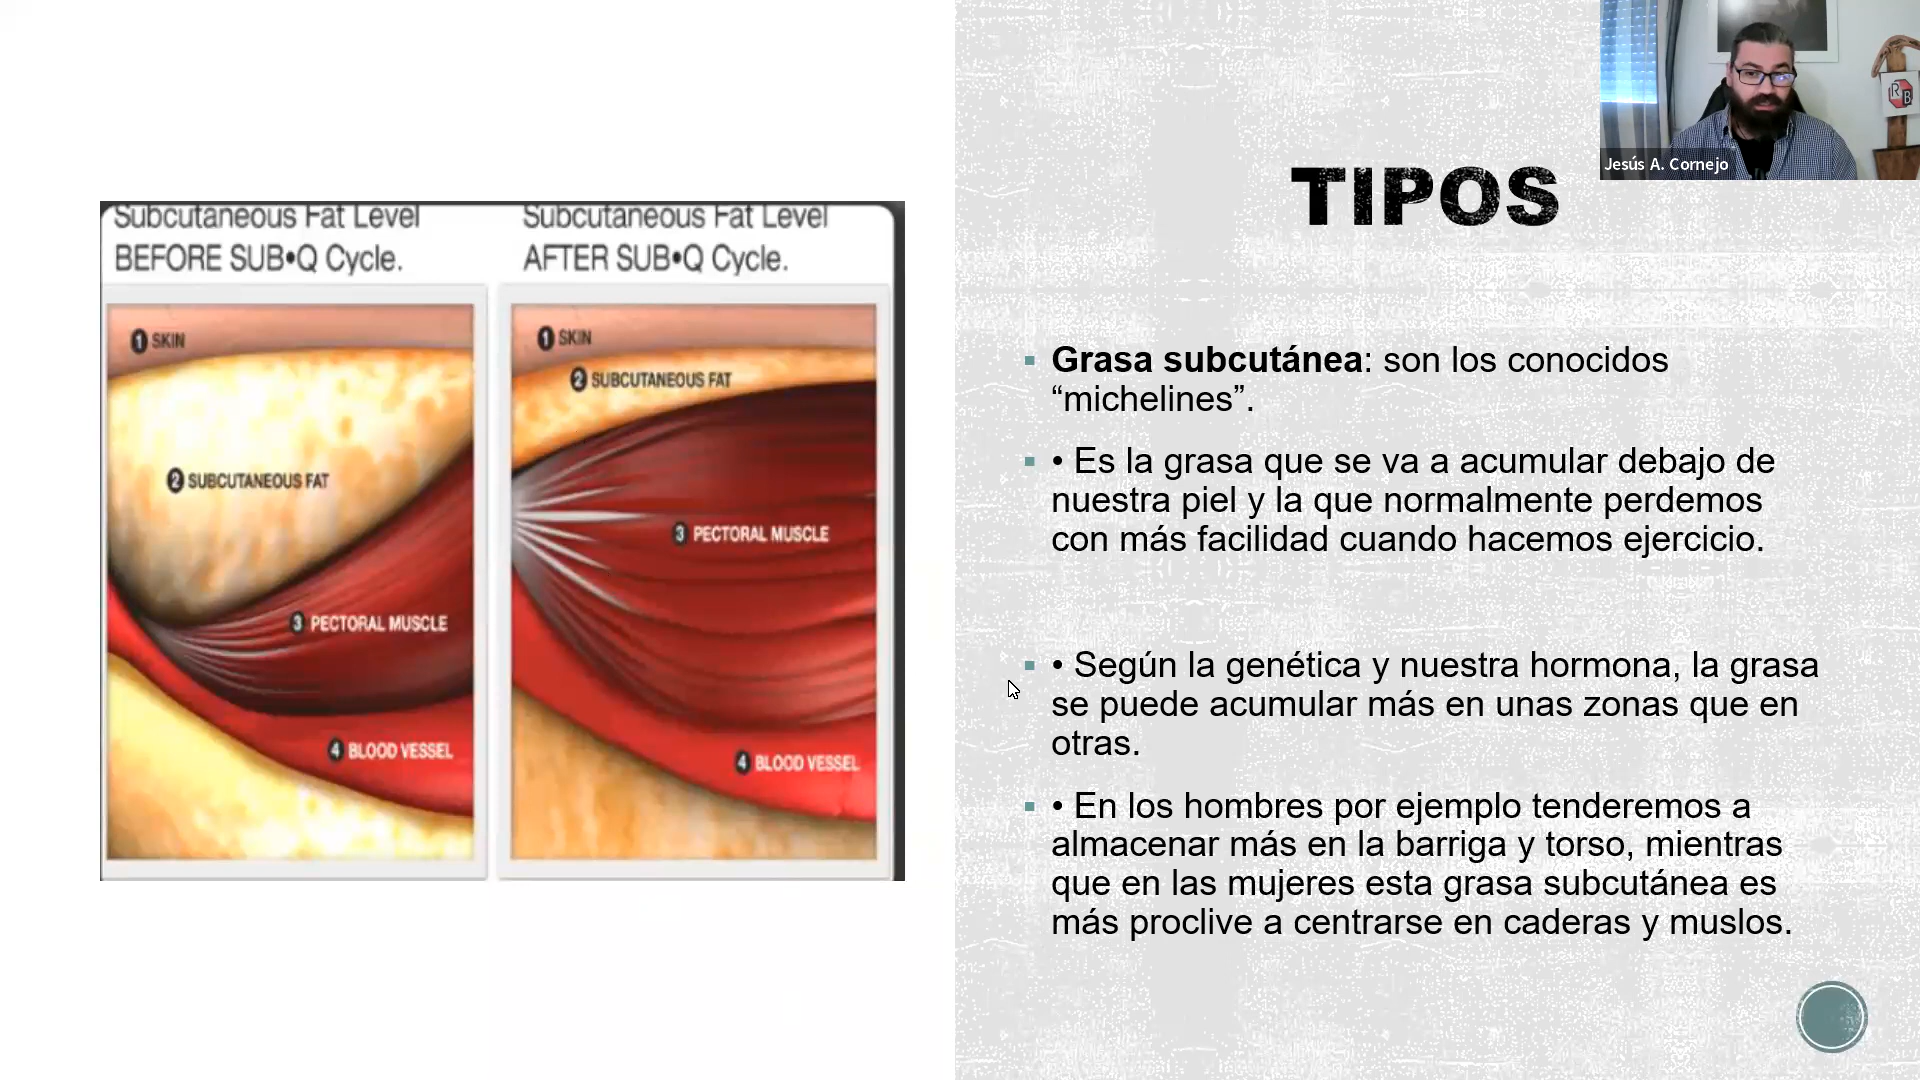 Subcutaneous Fat Level
BEFORE SUB•Q Cycle.
1 SKIN
2 SUBCUTANEOUS FAT
3 PECTORAL MUSCLE
4 BLOOD VESSEL
Subcutaneous Fat Level
AFTER SUB•Q Cycle.
1 SKIN
2 SUBCUTANEOUS FAT
3 PECTORAL MUSCLE
4 BLOOD VESSEL
R
B
Jesús A. Cornejo
TIPOS
Grasa subcutánea: son los conocidos
“michelines”.
• Es la grasa que se va a acumular debajo de
nuestra piel y la que normalmente perdemos
con más facilidad cuando hacemos ejercicio.
• Según la genética y nuestra hormona, la grasa
se puede acumular más en unas zonas que en
otras.
• En los hombres por ejemplo tenderemos a
almacenar más en la barriga y torso, mientras
que en las mujeres esta grasa subcutánea es
más proclive a centrarse en caderas y muslos.